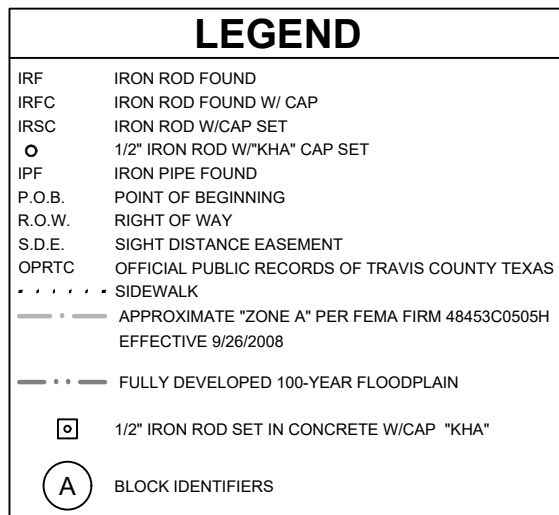 LEGEND
IRF IRON ROD FOUND
IRFC IRON ROD FOUND W/ CAP
IRSC IRON ROD W/CAP SET
1/2" IRON ROD W/"KHA" CAP SET
IPF IRON PIPE FOUND
P.O.B. POINT OF BEGINNING
R.O.W. RIGHT OF WAY
S.D.E. SIGHT DISTANCE EASEMENT
OPRTC OFFICIAL PUBLIC RECORDS OF TRAVIS COUNTY TEXAS
SIDEWALK
APPROXIMATE "ZONE A" PER FEMA FIRM 48453C0505H
EFFECTIVE 9/26/2008
FULLY DEVELOPED 100-YEAR FLOODPLAIN
1/2" IRON ROD SET IN CONCRETE W/CAP "KHA"
A BLOCK IDENTIFIERS